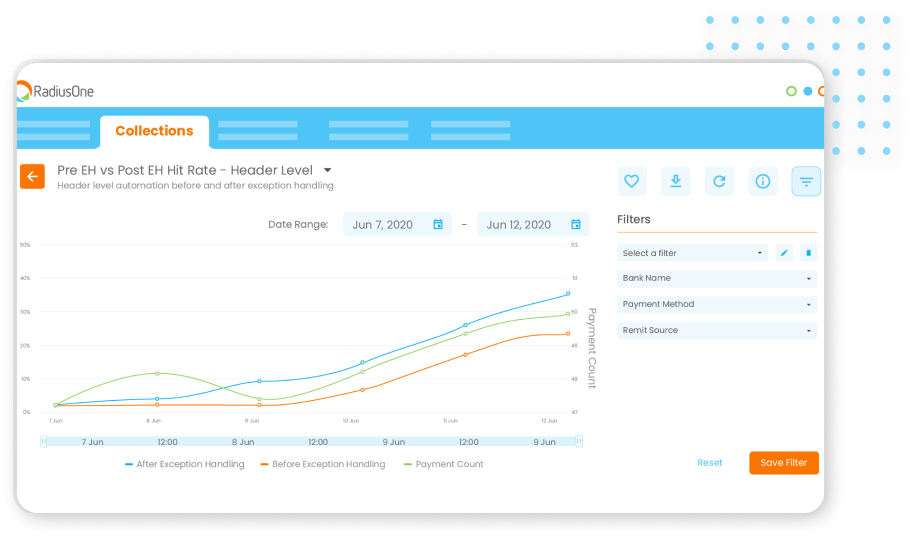 RadiusOne
Collections
Pre EH vs Post EH Hit Rate - Header Level
Header level automation before and after exception handling
Date Range: Jun 7, 2020 - Jun 12, 2020
Filters
Select a filter
Bank Name
Payment Method
Remit Source
50%
40%
30%
20%
10%
0%
52
51
50
49
48
47
Payment Count
7 Jun 8 Jun 9 Jun 10 Jun 11 Jun 12 Jun
7 Jun 12:00 8 Jun 12:00 9 Jun 12:00 9 Jun
After Exception Handling Before Exception Handling Payment Count
Reset Save Filter